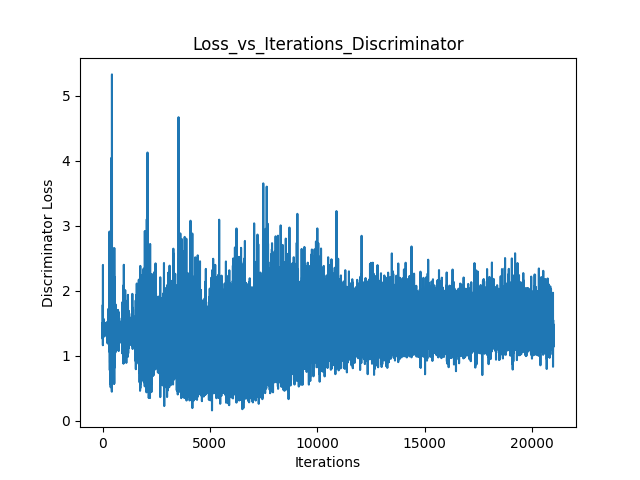 Loss_vs_Iterations_Discriminator
5
4
3
2
1
0
Discriminator Loss
0 5000 10000 15000 20000
Iterations